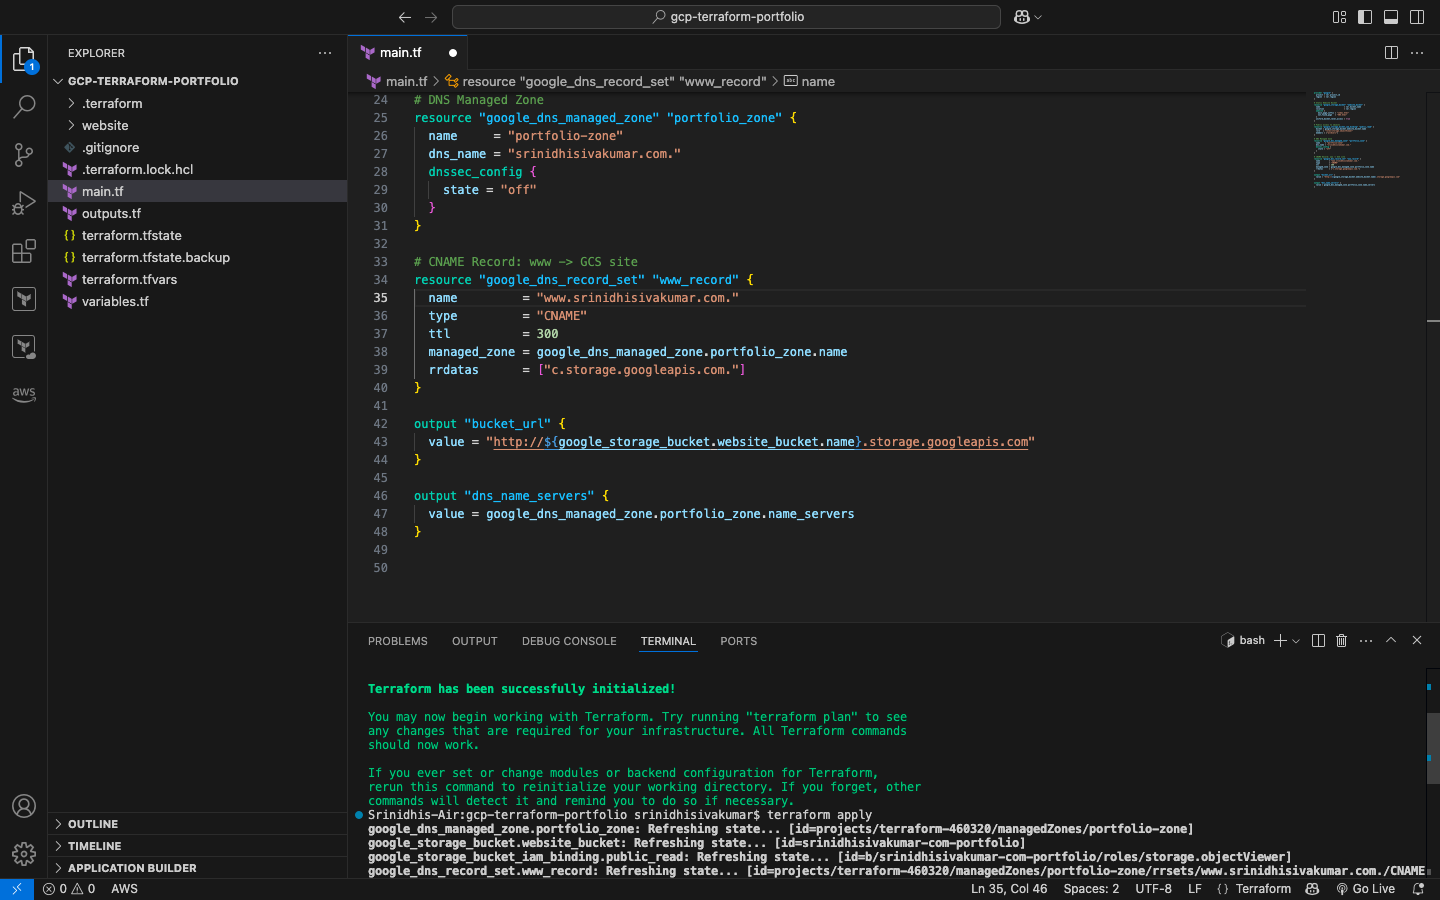 gcp-terraform-portfolio
EXPLORER
main.tf
1
GCP-TERRAFORM-PORTFOLIO
main.tf > resource "google_dns_record_set" "www_record" > name
.terraform
website
.gitignore
.terraform.lock.hcl
main.tf
outputs.tf
terraform.tfstate
terraform.tfstate.backup
terraform.tfvars
variables.tf
aws
24 # DNS Managed Zone
25 resource "google_dns_managed_zone" "portfolio_zone" {
26 name = "portfolio-zone"
27 dns_name = "srinidhisivakumar.com."
28 dnssec_config {
29 state = "off"
30 }
31 }
32
33 # CNAME Record: www -> GCS site
34 resource "google_dns_record_set" "www_record" {
35 name = "www.srinidhisivakumar.com."
36 type = "CNAME"
37 ttl = 300
38 managed_zone = google_dns_managed_zone.portfolio_zone.name
39 rrdatas = ["c.storage.googleapis.com."]
40 }
41
42 output "bucket_url" {
43 value = "http://${google_storage_bucket.website_bucket.name}.storage.googleapis.com"
44 }
45
46 output "dns_name_servers" {
47 value = google_dns_managed_zone.portfolio_zone.name_servers
48 }
49
50
PROBLEMS OUTPUT DEBUG CONSOLE TERMINAL PORTS
bash
Terraform has been successfully initialized!
You may now begin working with Terraform. Try running "terraform plan" to see
any changes that are required for your infrastructure. All Terraform commands
should now work.
If you ever set or change modules or backend configuration for Terraform,
rerun this command to reinitialize your working directory. If you forget, other
commands will detect it and remind you to do so if necessary.
Srinidhis-Air:gcp-terraform-portfolio srinidhisivakumar$ terraform apply
google_dns_managed_zone.portfolio_zone: Refreshing state... [id=projects/terraform-460320/managedZones/portfolio-zone]
google_storage_bucket.website_bucket: Refreshing state... [id=srinidhisivakumar-com-portfolio]
google_storage_bucket_iam_binding.public_read: Refreshing state... [id=b/srinidhisivakumar-com-portfolio/roles/storage.objectViewer]
google_dns_record_set.www_record: Refreshing state... [id=projects/terraform-460320/managedZones/portfolio-zone/rrsets/www.srinidhisivakumar.com./CNAME
OUTLINE
TIMELINE
APPLICATION BUILDER
0 0 AWS
Ln 35, Col 46 Spaces: 2 UTF-8 LF {} Terraform Go Live